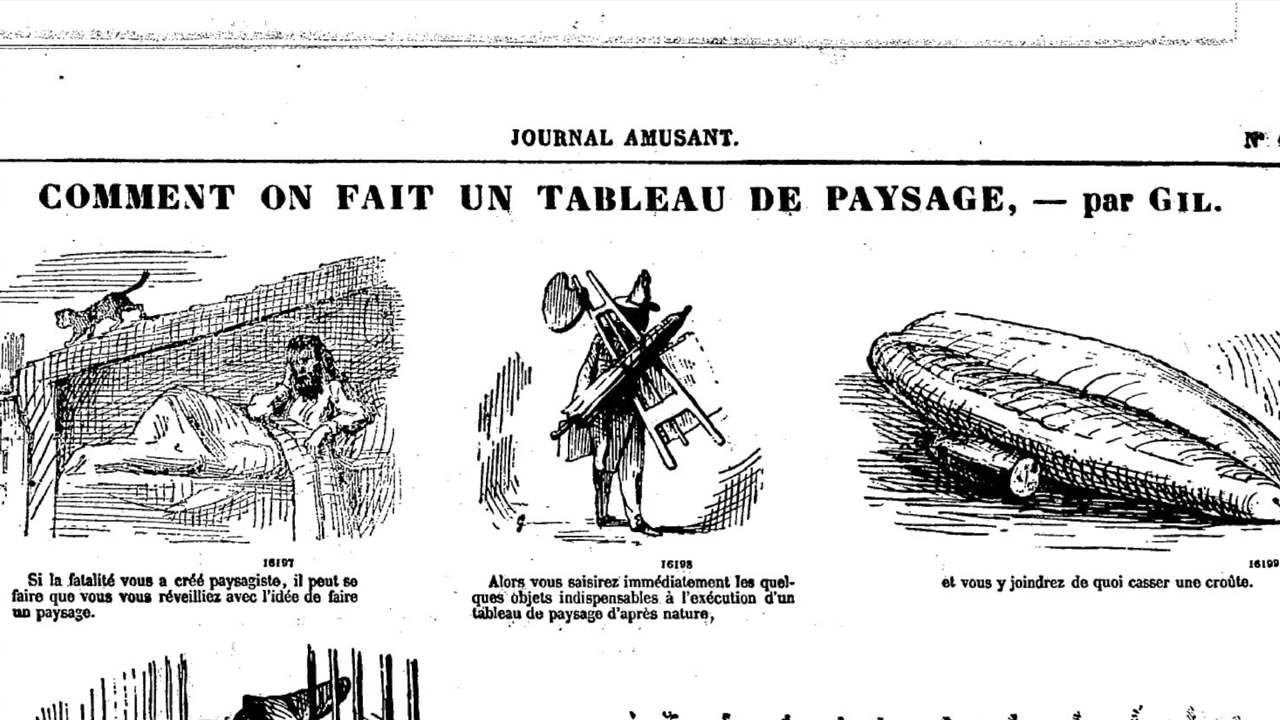 JOURNAL AMUSANT.
Nº
COMMENT ON FAIT UN TABLEAU DE PAYSAGE, — par GIL.
16197
Si la fatalité vous a créé paysagiste, il peut se
faire que vous vous réveilliez avec l'idée de faire
un paysage.
16198
Alors vous saisirez immédiatement les quel-
ques objets indispensables à l'exécution d'un
tableau de paysage d'après nature,
16199
et vous y joindrez de quoi casser une croûte.